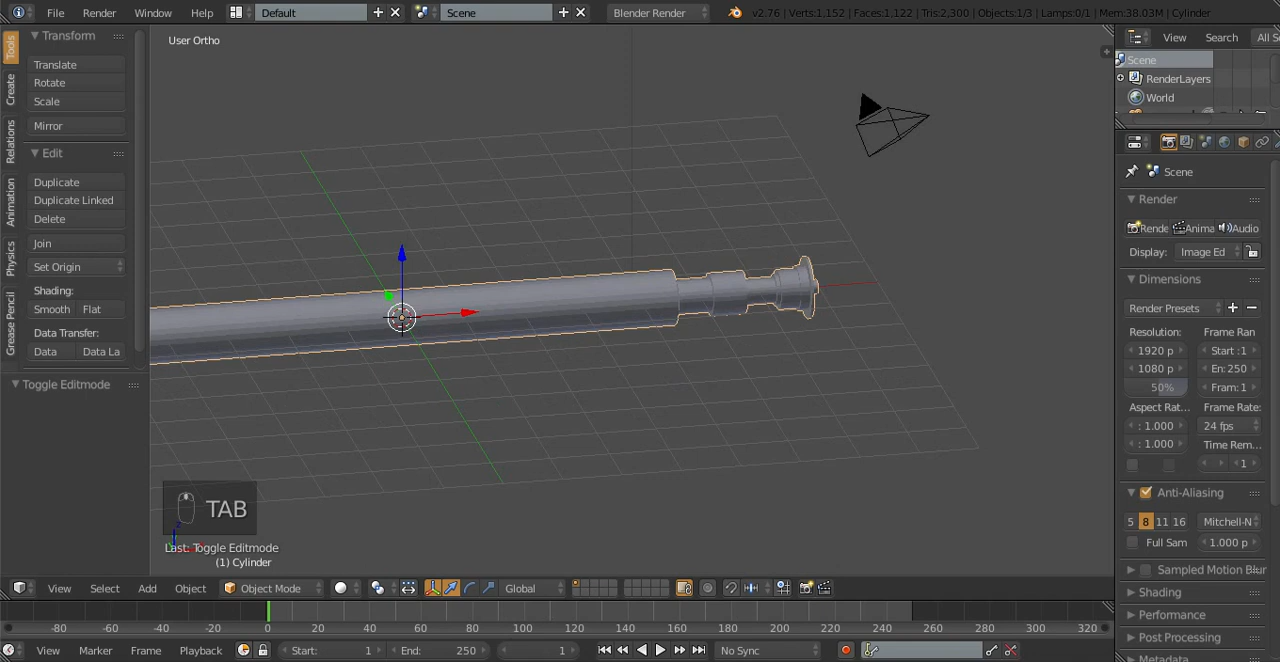 File Render Window Help Default Scene Blender Render v2.76 | Verts:1,152 | Faces:1,122 | Tris:2,300 | Objects:1/3 | Lamps:0/1 | Mem:38.03M | Cylinder
Tools
Create
Relations
Animation
Physics
Grease Pencil
Transform
Translate
Rotate
Scale
Mirror
Edit
Duplicate
Duplicate Linked
Delete
Join
Set Origin
Shading:
Smooth Flat
Data Transfer:
Data Data La
Toggle Editmode
User Ortho
TAB
Last: Toggle Editmode
(1) Cylinder
View Search All S
Scene
RenderLayers
World
Scene
Render
Rende Anima Audio
Display: Image Ed
Dimensions
Render Presets
Resolution: Frame Ran
1920 p Start :1
1080 p En: 250
50% Fram: 1
Aspect Rat... Frame Rate:
: 1.000 24 fps
: 1.000 Time Rem...
1
Anti-Aliasing
5 8 11 16 Mitchell-N
Full Sam 1.000 p
Sampled Motion Blur
Shading
Performance
Post Processing
Metadata
View Select Add Object Object Mode Global
-80 -60 -40 -20 0 20 40 60 80 100 120 140 160 180 200 220 240 260 280 300 320
View Marker Frame Playback Start: 1 End: 250 1 No Sync